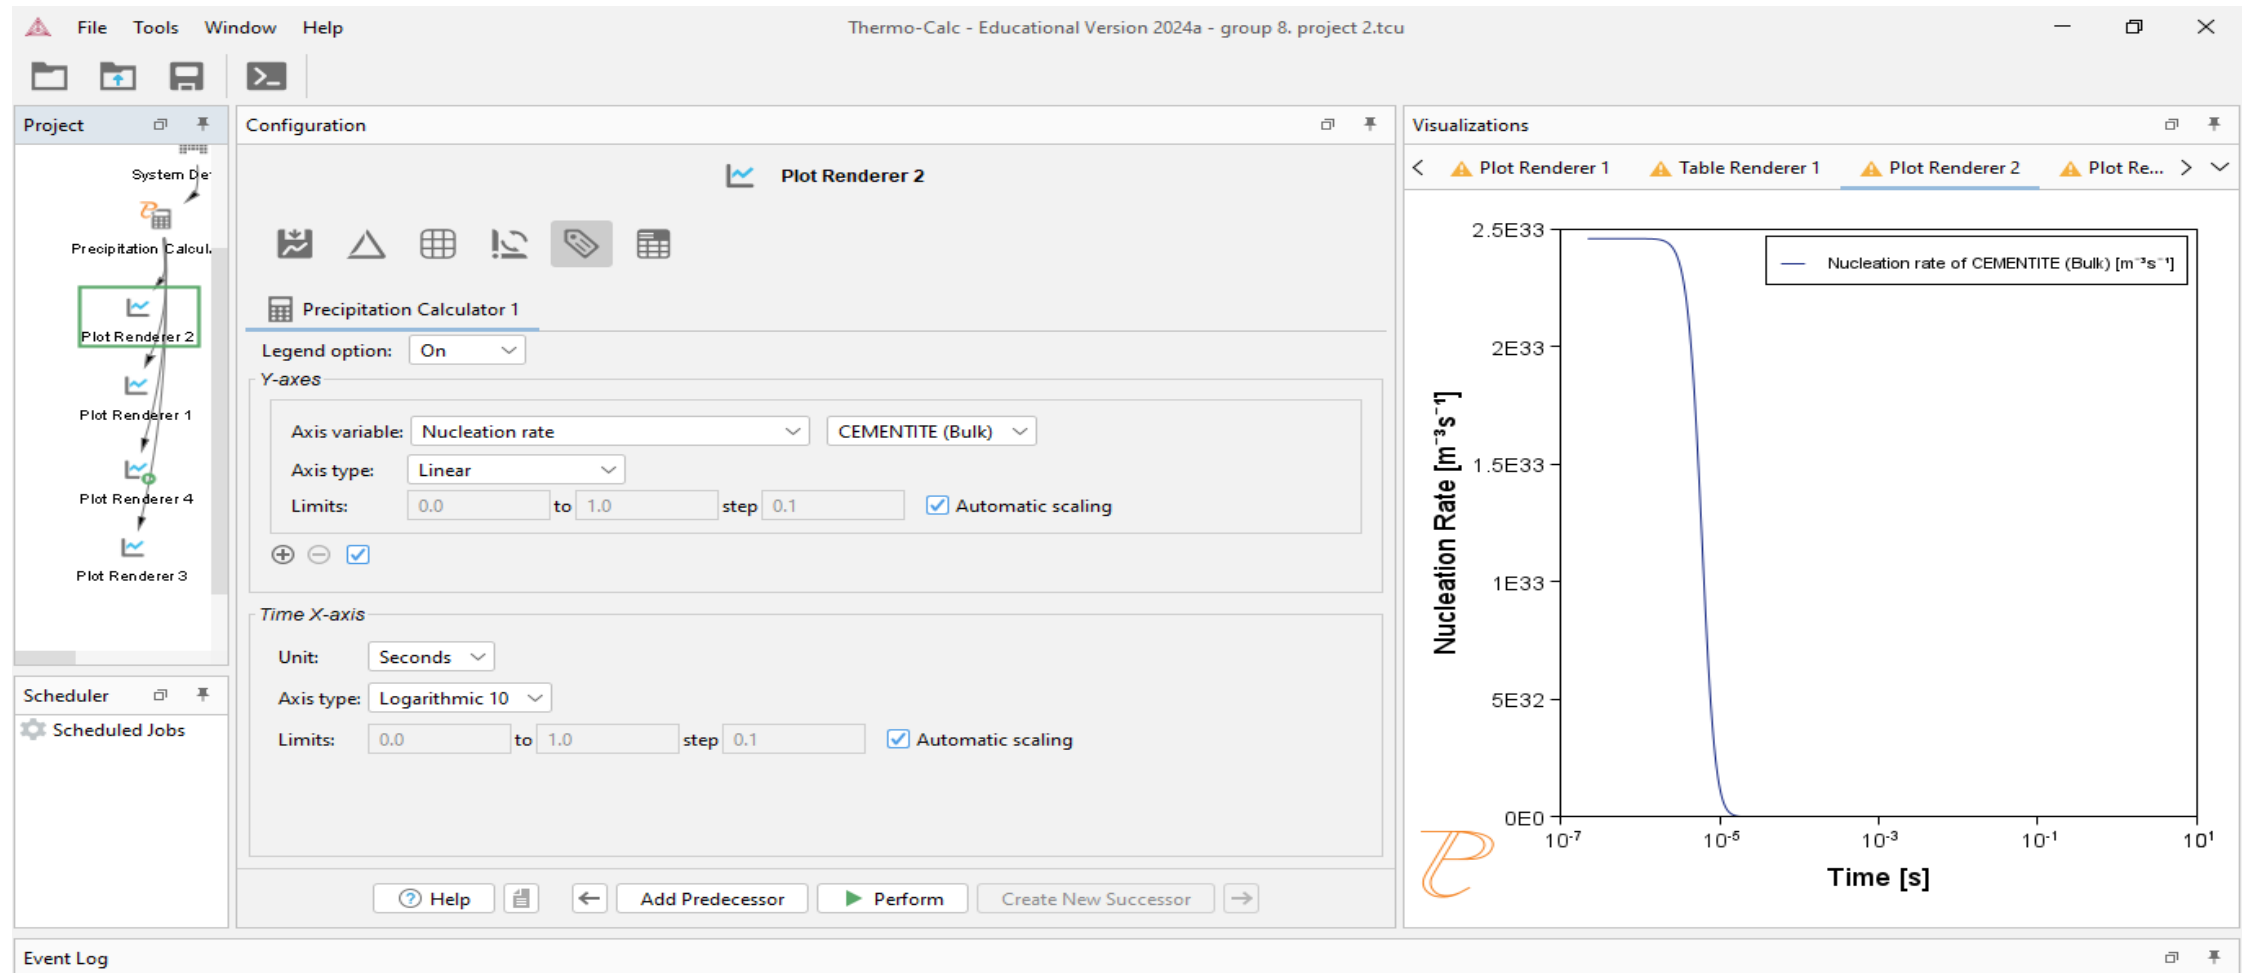 File Tools Window Help
Thermo-Calc - Educational Version 2024a - group 8. project 2.tcu
Project
System De
Precipitation Calcul
Plot Renderer 2
Plot Renderer 1
Plot Renderer 4
Plot Renderer 3
Scheduler
Scheduled Jobs
Configuration
Plot Renderer 2
Precipitation Calculator 1
Legend option: On
Y-axes
Axis variable: Nucleation rate CEMENTITE (Bulk)
Axis type: Linear
Limits: 0.0 to 1.0 step 0.1 Automatic scaling
Time X-axis
Unit: Seconds
Axis type: Logarithmic 10
Limits: 0.0 to 1.0 step 0.1 Automatic scaling
Help Add Predecessor Perform Create New Successor
Visualizations
Plot Renderer 1 Table Renderer 1 Plot Renderer 2 Plot Re...
Nucleation rate of CEMENTITE (Bulk) [m⁻³s⁻¹]
2.5E33
2E33
1.5E33
1E33
5E32
0E0
Nucleation Rate [m⁻³s⁻¹]
10⁻⁷ 10⁻⁵ 10⁻³ 10⁻¹ 10¹
Time [s]
Event Log